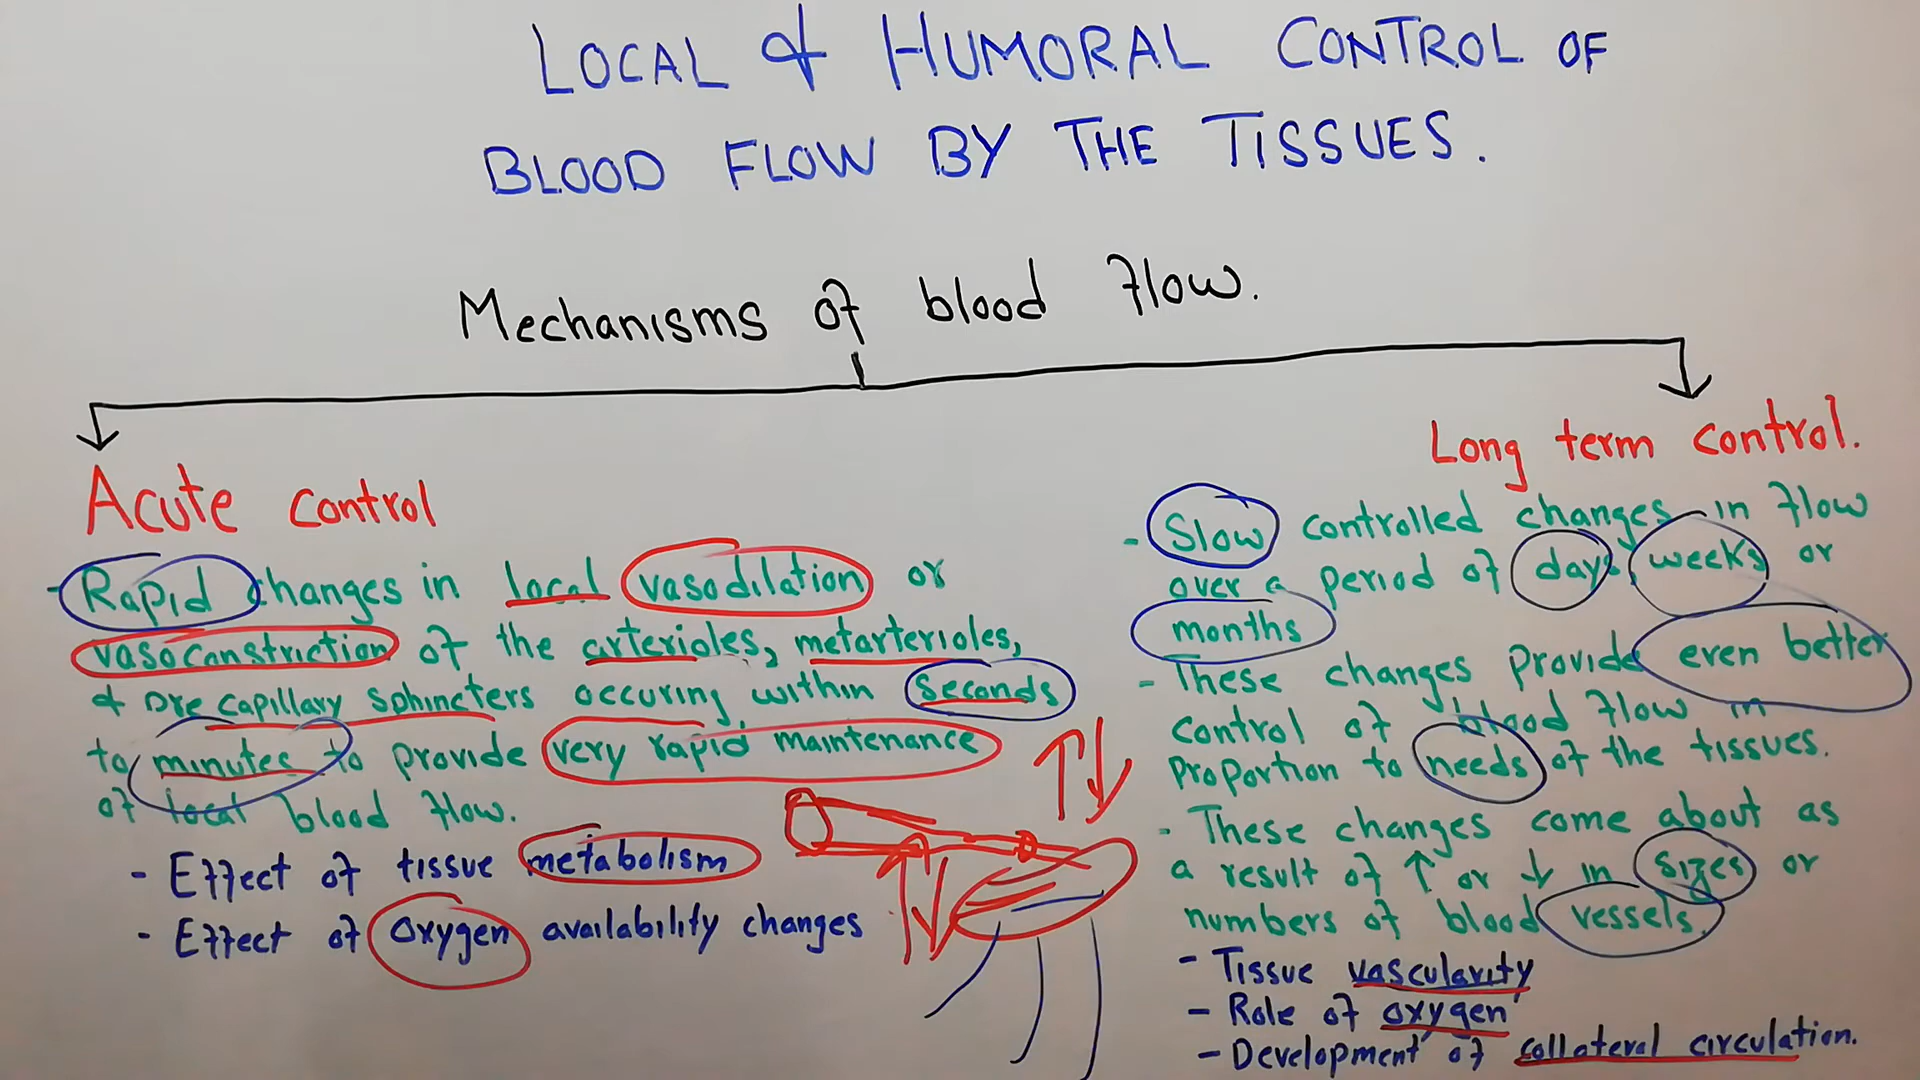 LOCAL & HUMORAL CONTROL OF
BLOOD FLOW BY THE TISSUES.
Mechanisms of blood flow.
Acute control
- Rapid changes in local vasodilation or
vasoconstriction of the arterioles, metarterioles,
& pre capillary sphincters occuring within seconds
to minutes to provide very rapid maintenance
of local blood flow.
- Effect of tissue metabolism
- Effect of oxygen availability changes
Long term control.
- Slow controlled changes in flow
over a period of days, weeks or
months
- These changes provide even better
control of blood flow in
proportion to needs of the tissues.
- These changes come about as
a result of ↑ or ↓ in sizes or
numbers of blood vessels.
- Tissue vascularity
- Role of oxygen
- Development of collateral circulation.